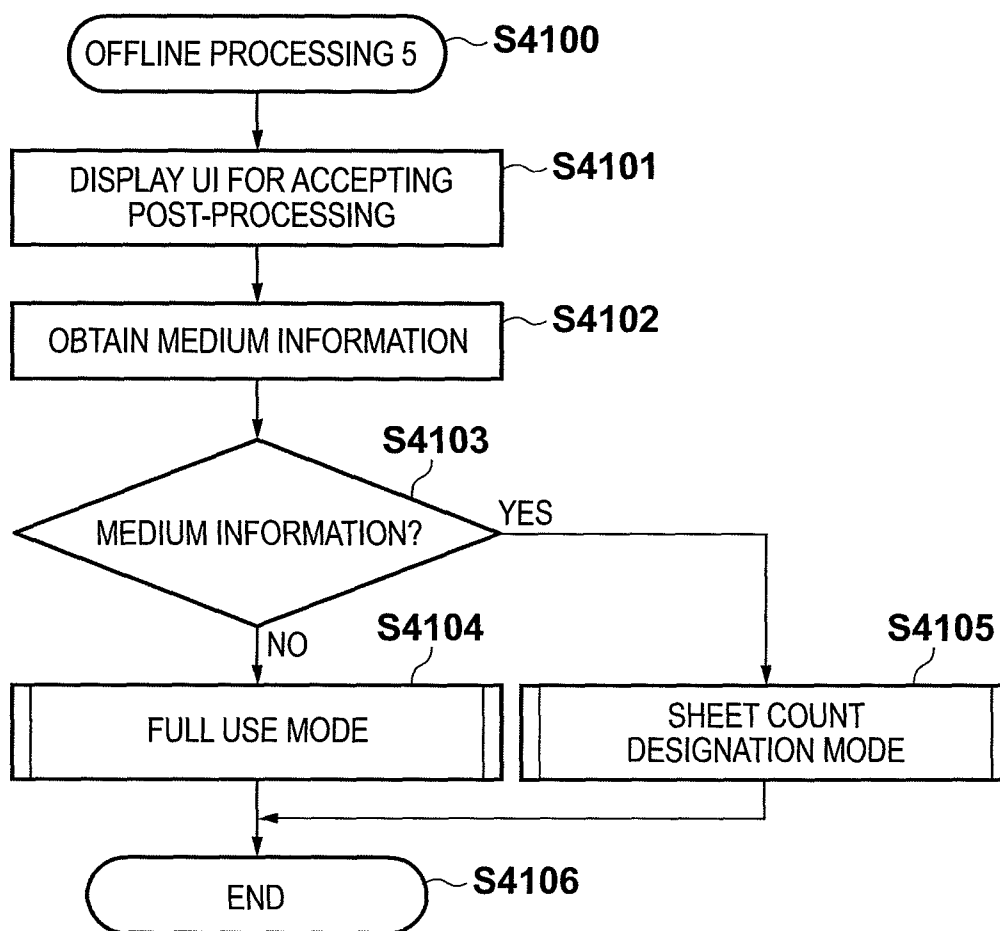 OFFLINE PROCESSING 5
S4100
DISPLAY UI FOR ACCEPTING
POST-PROCESSING
S4101
OBTAIN MEDIUM INFORMATION
S4102
S4103
MEDIUM INFORMATION?
YES
NO
S4104
FULL USE MODE
S4105
SHEET COUNT
DESIGNATION MODE
END
S4106